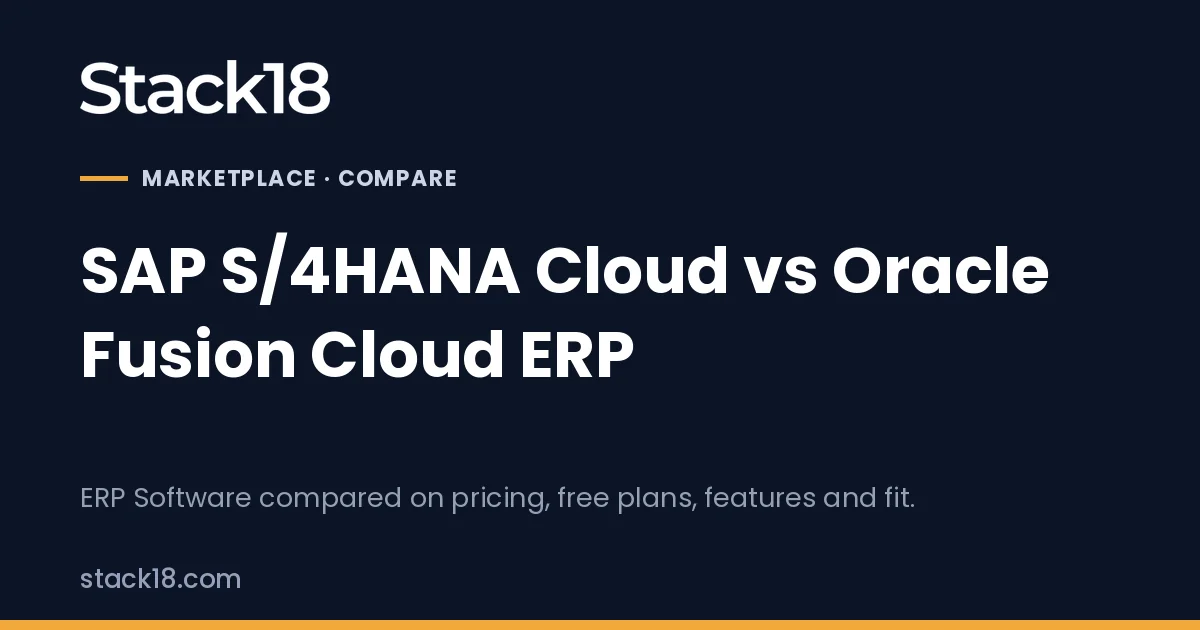 Stack18
MARKETPLACE · COMPARE
SAP S/4HANA Cloud vs Oracle
Fusion Cloud ERP
ERP Software compared on pricing, free plans, features and fit.
stack18.com